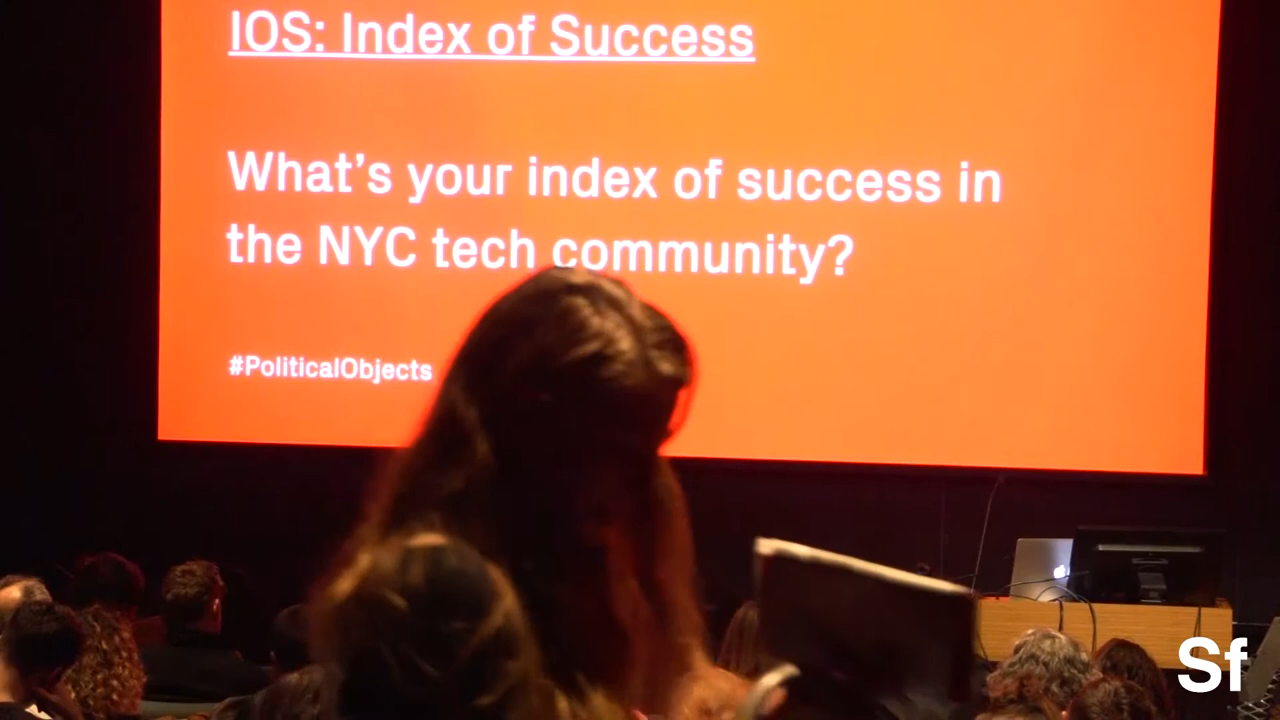 IOS: Index of Success
What's your index of success in
the NYC tech community?
#PoliticalObjects
Sf